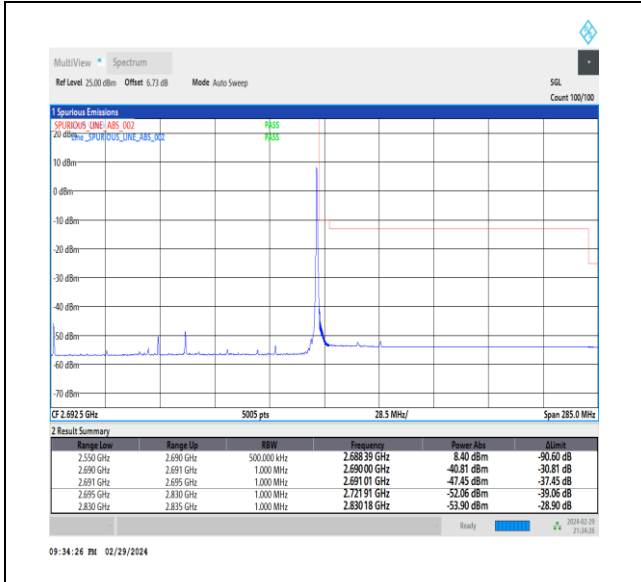 MultiView Spectrum
Ref Level 25.00 dBm Offset 6.73 dB Mode Auto Sweep SGL
Count 100/100
1 Spurious Emissions
SPURIOUS_LINE_ABS_002 PASS
20 dBm
Line _SPURIOUS_LINE_ABS_002 PASS
10 dBm
0 dBm
-10 dBm
-20 dBm
-30 dBm
-40 dBm
-50 dBm
-60 dBm
-70 dBm
CF 2.692 5 GHz 5005 pts 28.5 MHz/ Span 285.0 MHz
2 Result Summary
Range Low Range Up RBW Frequency Power Abs ΔLimit
2.550 GHz 2.690 GHz 500.000 kHz 2.688 39 GHz 8.40 dBm -90.60 dB
2.690 GHz 2.691 GHz 1.000 MHz 2.690 00 GHz -40.81 dBm -30.81 dB
2.691 GHz 2.695 GHz 1.000 MHz 2.691 01 GHz -47.45 dBm -37.45 dB
2.695 GHz 2.830 GHz 1.000 MHz 2.721 91 GHz -52.06 dBm -39.06 dB
2.830 GHz 2.835 GHz 1.000 MHz 2.830 18 GHz -53.90 dBm -28.90 dB
Ready 2024-02-29
21:34:26
09:34:26 PM 02/29/2024